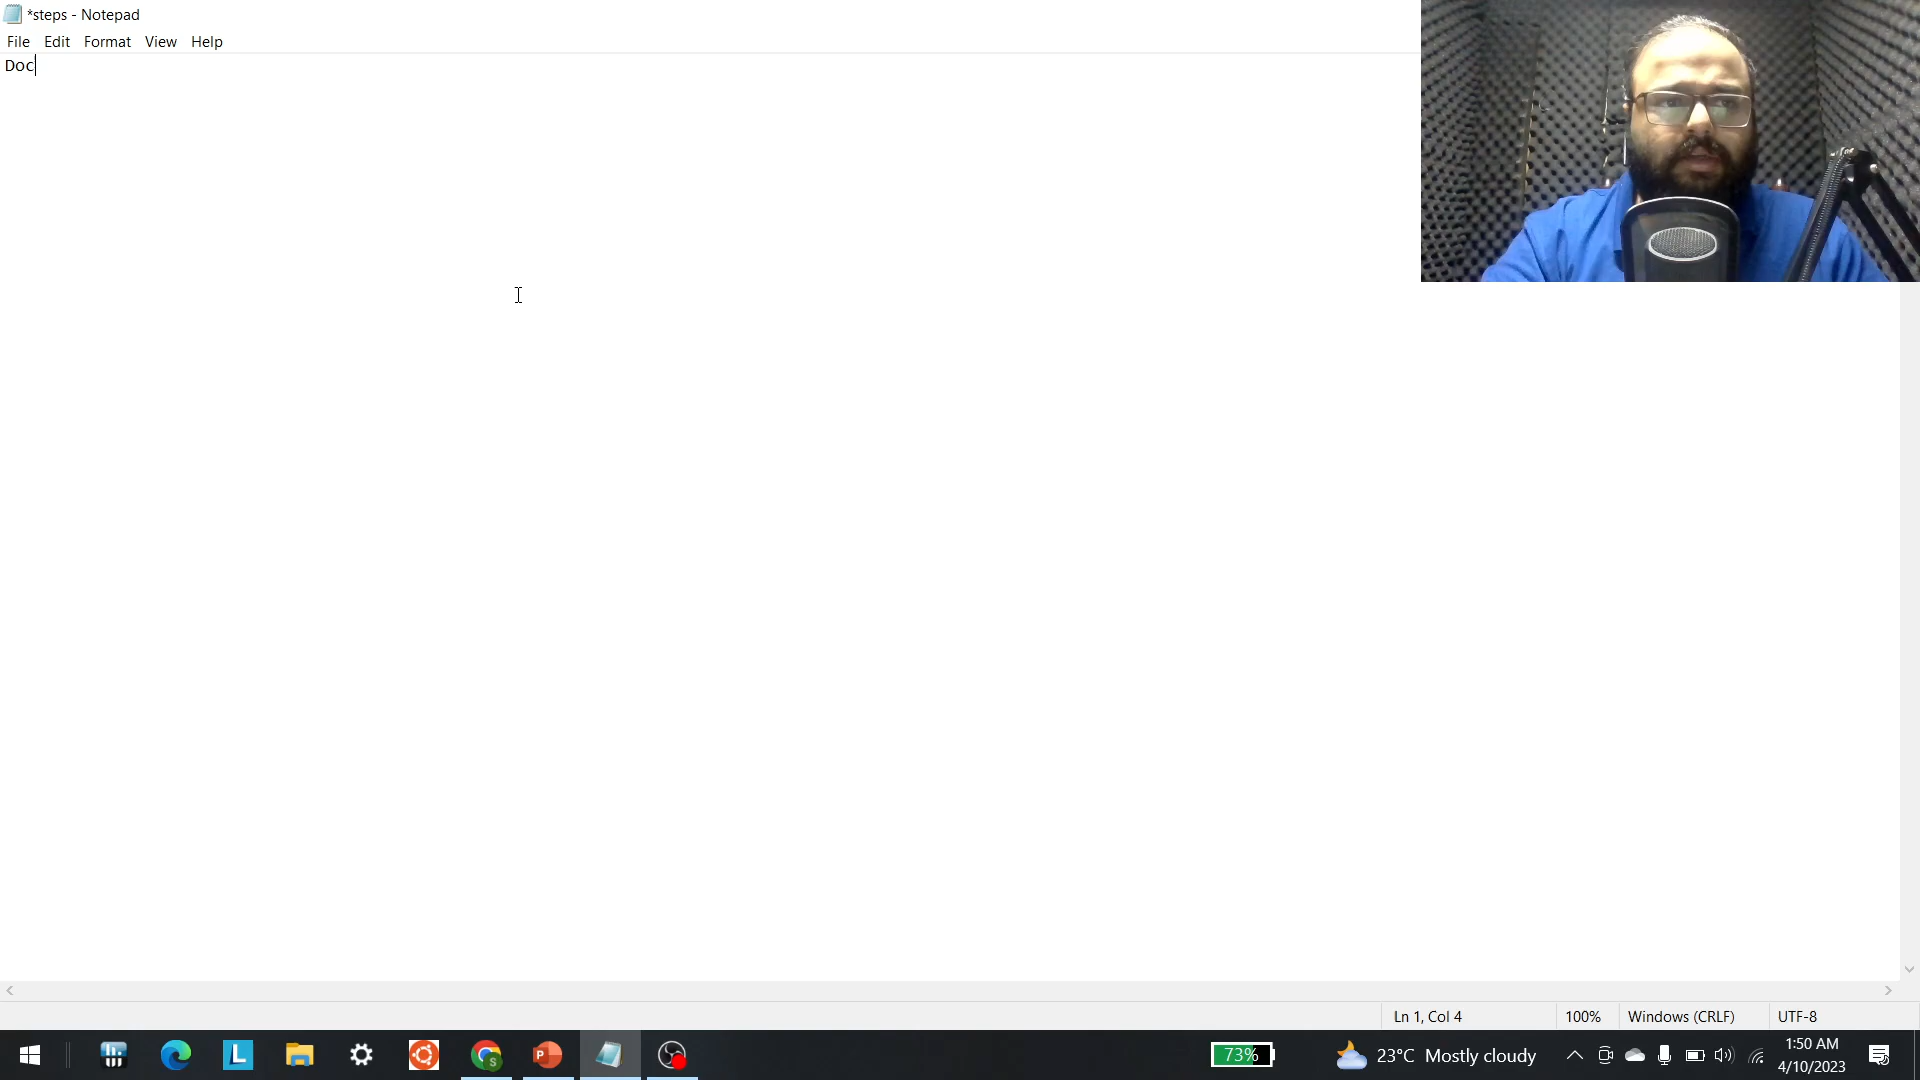 *steps - Notepad
File Edit Format View Help
Doc
Ln 1, Col 4 100% Windows (CRLF) UTF-8
L
P
S
73%
23°C Mostly cloudy
1:50 AM
4/10/2023